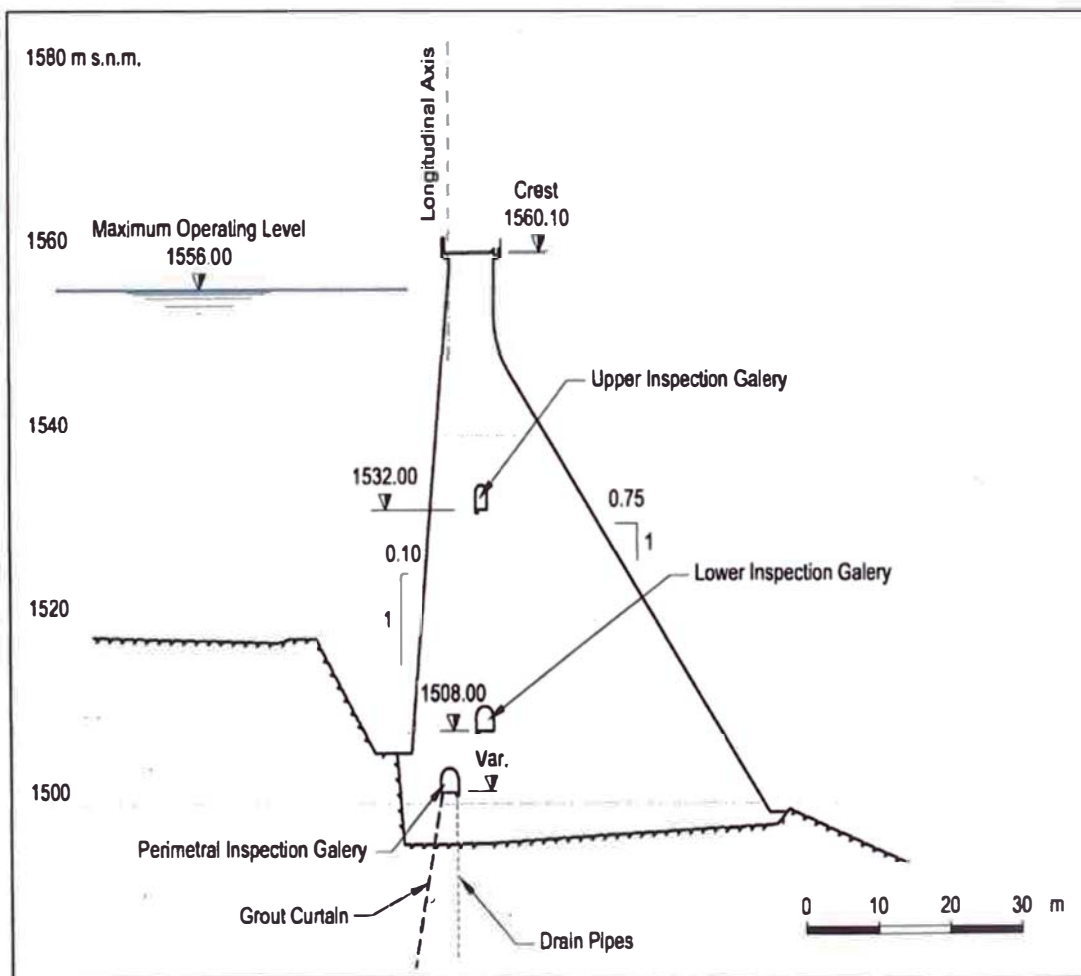 1580 m s.n.m.
Longitudinal Axis
Crest
1560.10
Maximum Operating Level
1556.00
1560
Upper Inspection Galery
1540
1532.00
0.75
1
0.10
1
Lower Inspection Galery
1520
1508.00
Var.
1500
Perimetral Inspection Galery
Grout Curtain
Drain Pipes
0 10 20 30 m